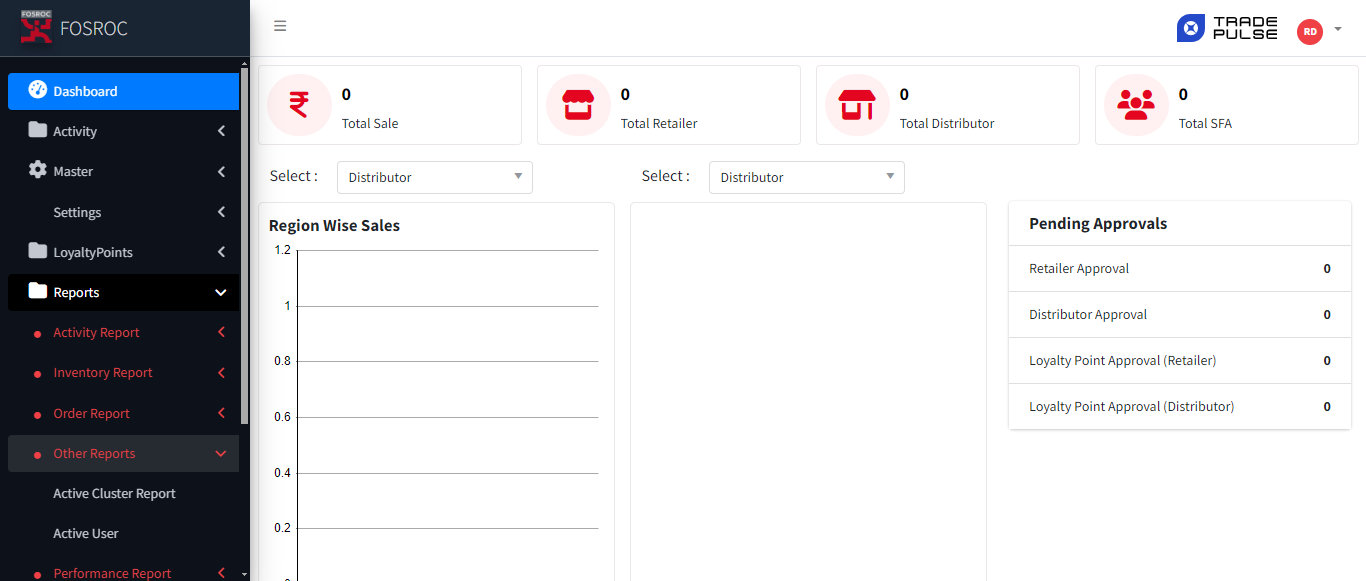 FOSROC
FOSROC
TRADE
PULSE
RD
Dashboard
Activity
Master
Settings
LoyaltyPoints
Reports
Activity Report
Inventory Report
Order Report
Other Reports
Active Cluster Report
Active User
Performance Report
0
Total Sale
0
Total Retailer
0
Total Distributor
0
Total SFA
Select :
Distributor
Select :
Distributor
Region Wise Sales
1.2
1
0.8
0.6
0.4
0.2
0
Pending Approvals
Retailer Approval 0
Distributor Approval 0
Loyalty Point Approval (Retailer) 0
Loyalty Point Approval (Distributor) 0